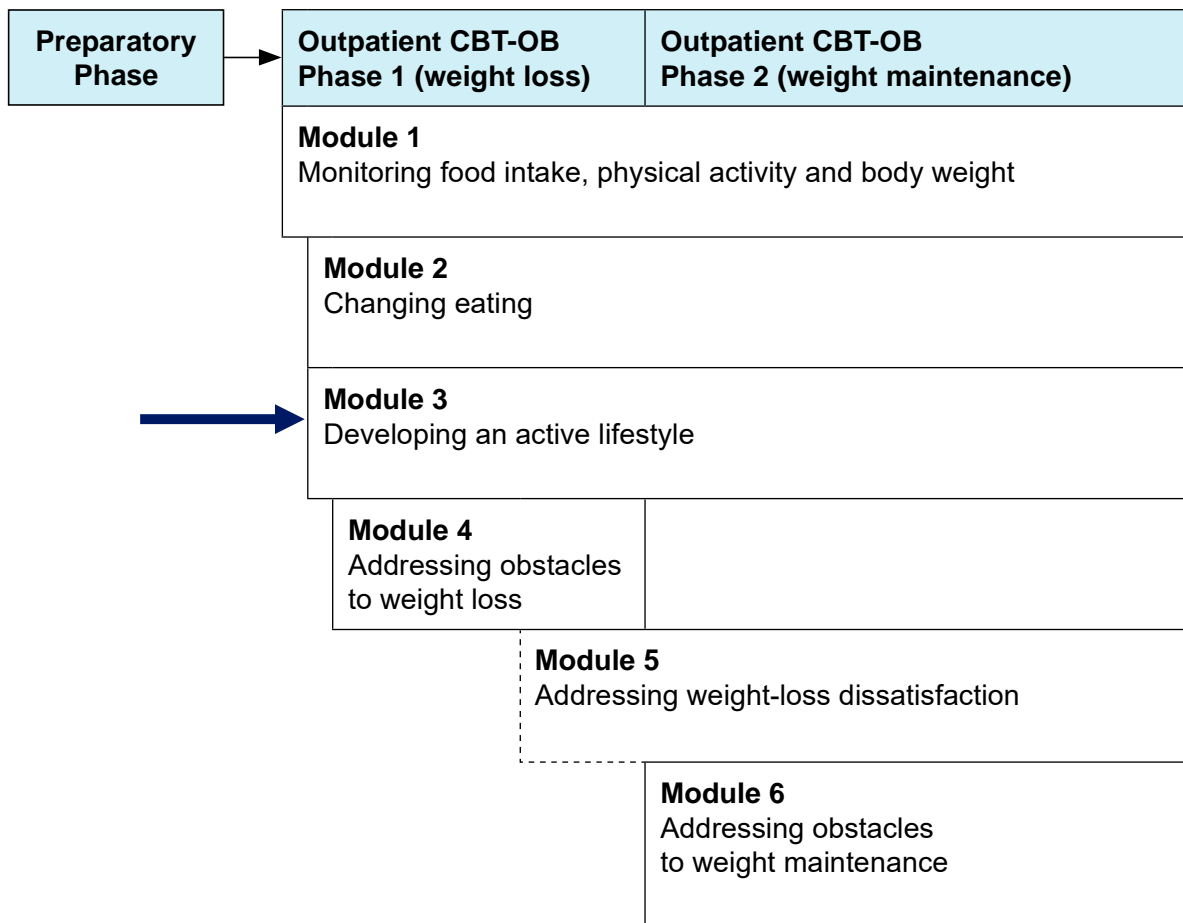 Preparatory
Phase
Outpatient CBT-OB
Phase 1 (weight loss)
Outpatient CBT-OB
Phase 2 (weight maintenance)
Module 1
Monitoring food intake, physical activity and body weight
Module 2
Changing eating
Module 3
Developing an active lifestyle
Module 4
Addressing obstacles
to weight loss
Module 5
Addressing weight-loss dissatisfaction
Module 6
Addressing obstacles
to weight maintenance